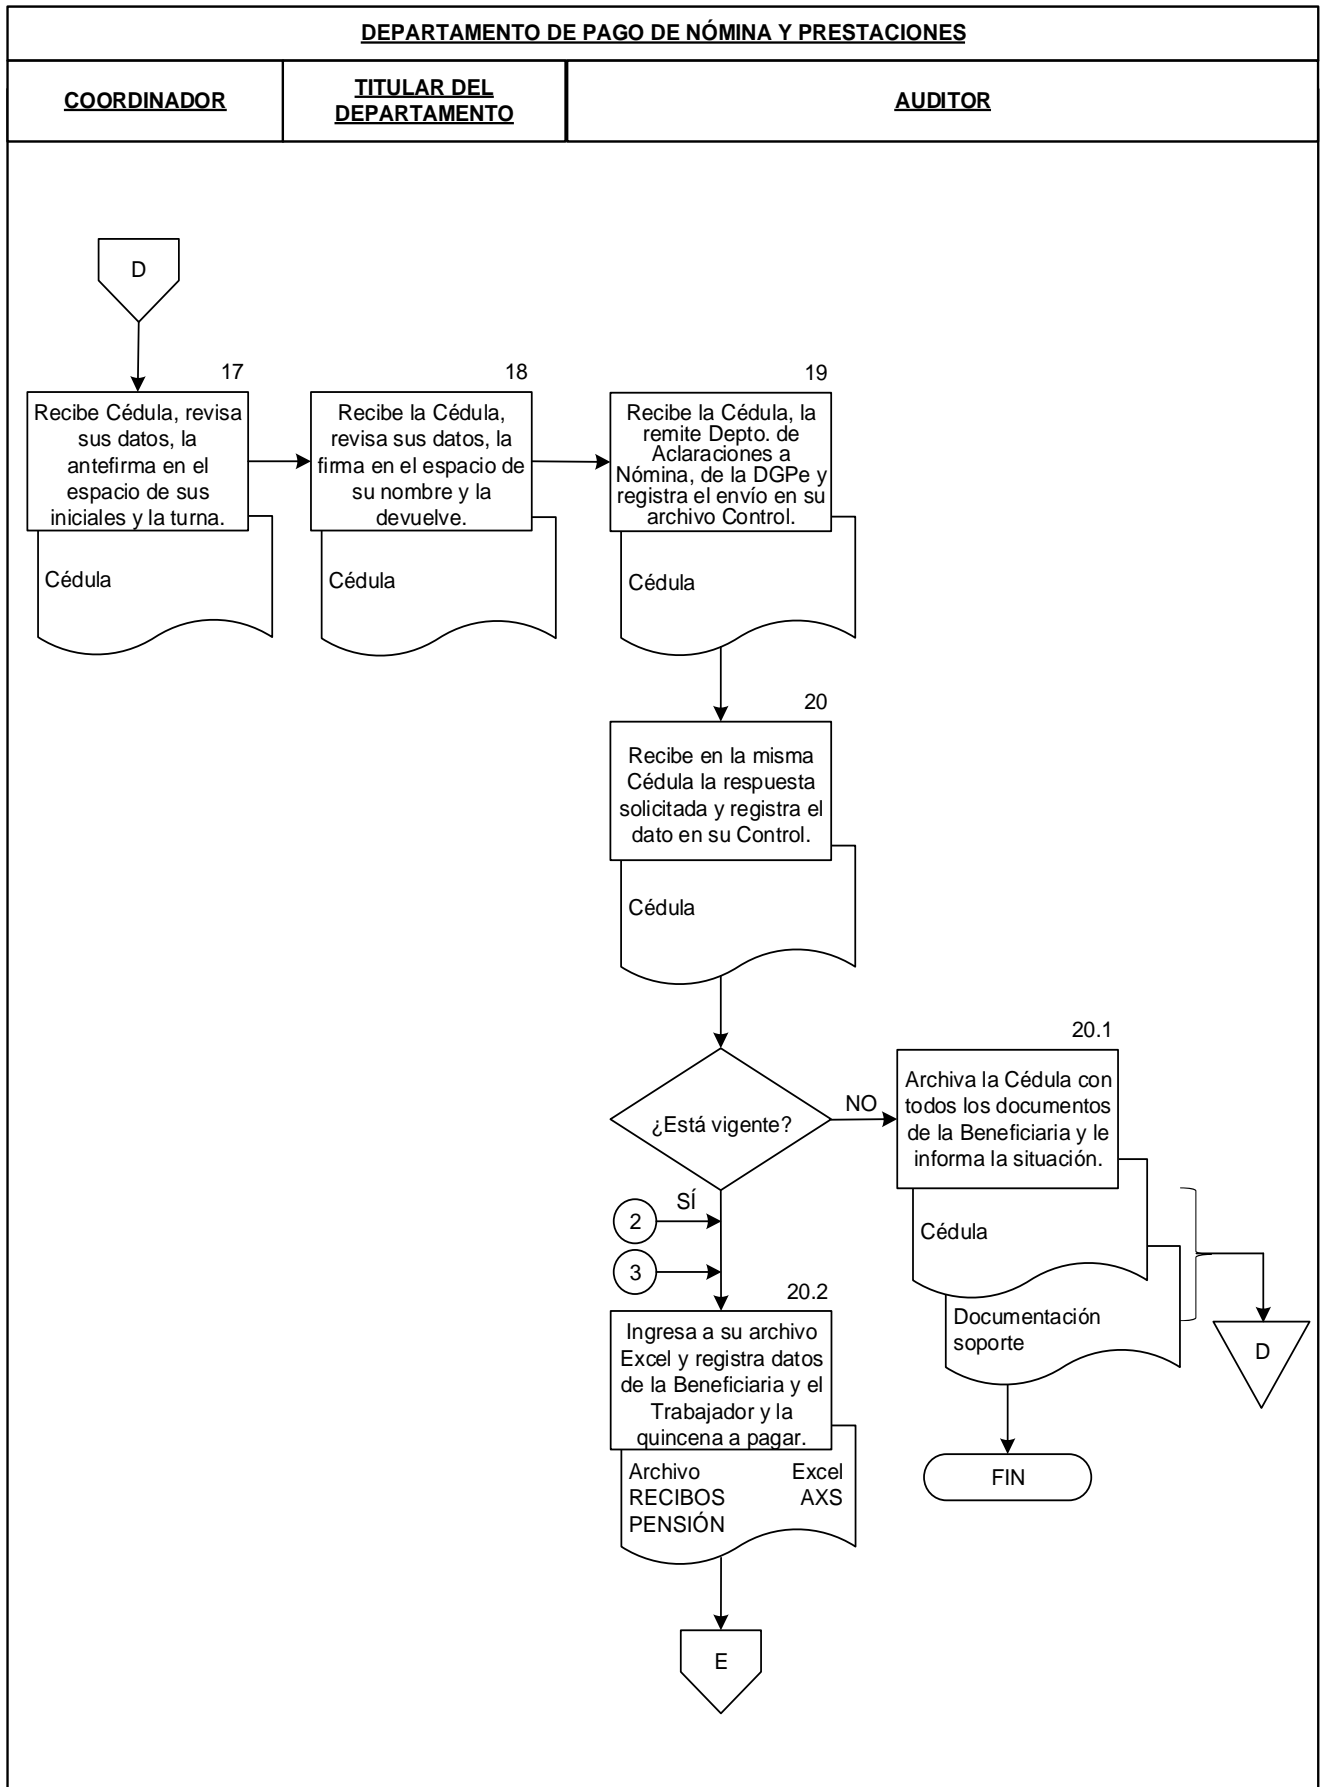 DEPARTAMENTO DE PAGO DE NÓMINA Y PRESTACIONES
COORDINADOR
TITULAR DEL
DEPARTAMENTO
AUDITOR
D
17
Recibe Cédula, revisa
sus datos, la
antefirma en el
espacio de sus
iniciales y la turna.
Cédula
18
Recibe la Cédula,
revisa sus datos, la
firma en el espacio de
su nombre y la
devuelve.
Cédula
19
Recibe la Cédula, la
remite Depto. de
Aclaraciones a
Nómina, de la DGPe y
registra el envío en su
archivo Control.
Cédula
20
Recibe en la misma
Cédula la respuesta
solicitada y registra el
dato en su Control.
Cédula
¿Está vigente?
NO
20.1
Archiva la Cédula con
todos los documentos
de la Beneficiaria y le
informa la situación.
Cédula
Documentación
soporte
D
FIN
SÍ
2
3
20.2
Ingresa a su archivo
Excel y registra datos
de la Beneficiaria y el
Trabajador y la
quincena a pagar.
Archivo Excel
RECIBOS AXS
PENSIÓN
E